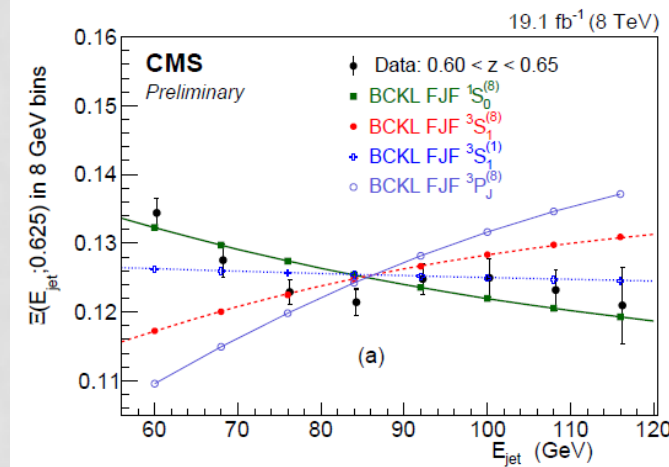 19.1 fb⁻¹ (8 TeV)
CMS
Preliminary
Data: 0.60 < z < 0.65
BCKL FJF ¹S₀⁽⁸⁾
BCKL FJF ³S₁⁽⁸⁾
BCKL FJF ³S₁⁽¹⁾
BCKL FJF ³P_J⁽⁸⁾
Ξ(E_jet;0.625) in 8 GeV bins
0.16
0.15
0.14
0.13
0.12
0.11
(a)
60 70 80 90 100 110 120
E_jet (GeV)